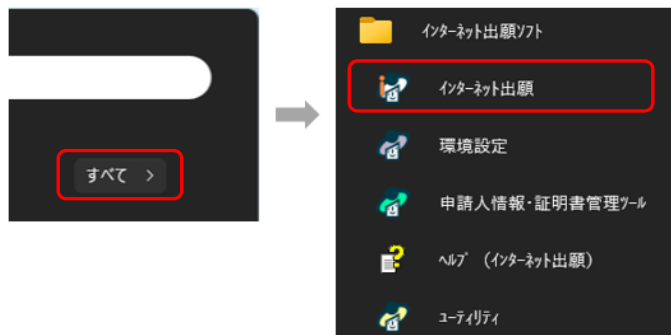 すべて >
ｲﾝﾀｰﾈｯﾄ出願ｿﾌﾄ
ｲﾝﾀｰﾈｯﾄ出願
環境設定
申請人情報･証明書管理ﾂｰﾙ
ﾍﾙﾌﾟ (ｲﾝﾀｰﾈｯﾄ出願)
ﾕｰﾃｨﾘﾃｨ